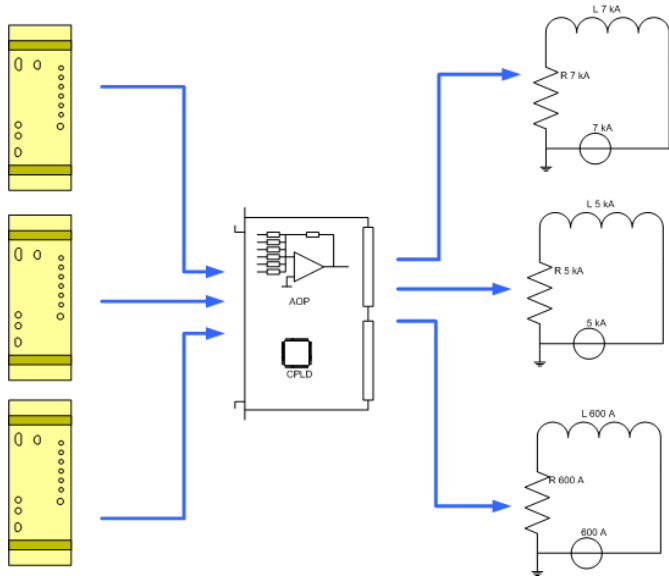 L 7 kA
R 7 kA
7 kA
L 5 kA
R 5 kA
5 kA
AOP
CPLD
L 600 A
R 600 A
600 A